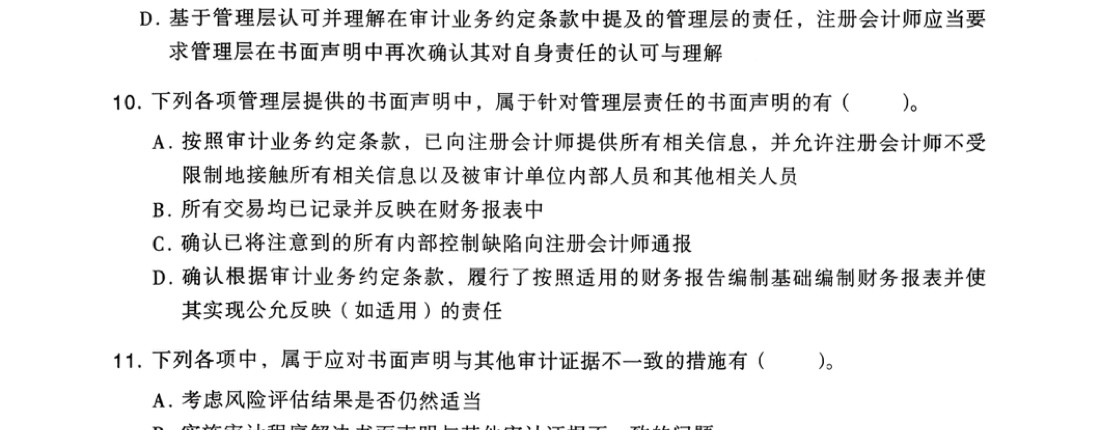 D. 基于管理层认可并理解在审计业务约定条款中提及的管理层的责任，注册会计师应当要
求管理层在书面声明中再次确认其对自身责任的认可与理解
10. 下列各项管理层提供的书面声明中，属于针对管理层责任的书面声明的有（　　）。
A. 按照审计业务约定条款，已向注册会计师提供所有相关信息，并允许注册会计师不受
限制地接触所有相关信息以及被审计单位内部人员和其他相关人员
B. 所有交易均已记录并反映在财务报表中
C. 确认已将注意到的所有内部控制缺陷向注册会计师通报
D. 确认根据审计业务约定条款，履行了按照适用的财务报告编制基础编制财务报表并使
其实现公允反映（如适用）的责任
11. 下列各项中，属于应对书面声明与其他审计证据不一致的措施有（　　）。
A. 考虑风险评估结果是否仍然适当